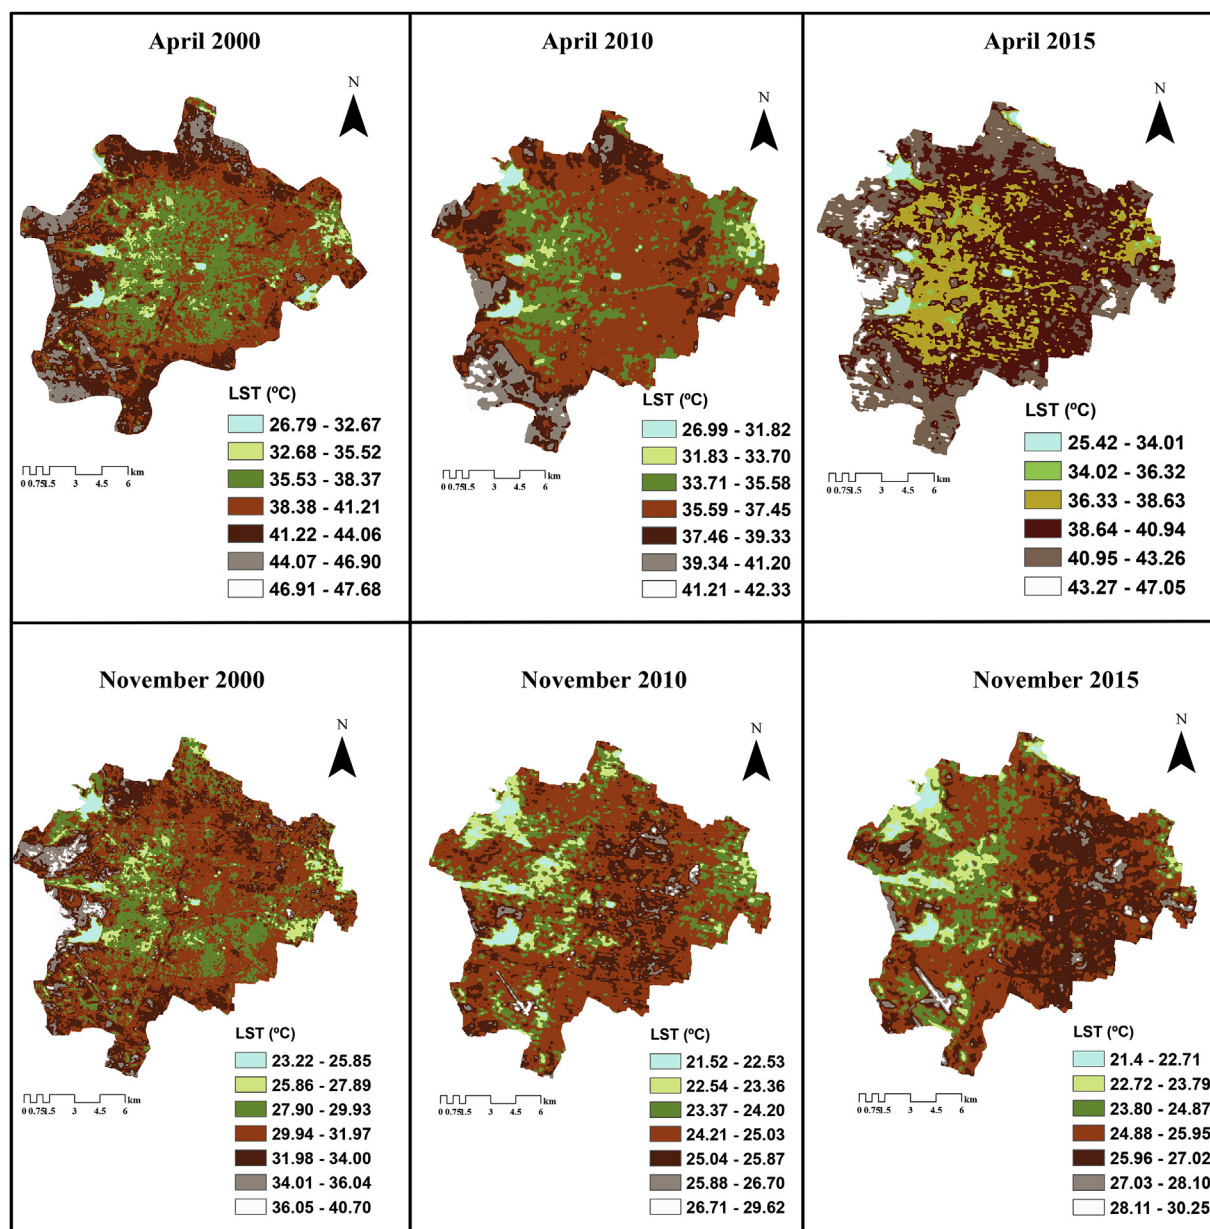 April 2000
N
LST (ºC)
26.79 - 32.67
32.68 - 35.52
35.53 - 38.37
38.38 - 41.21
41.22 - 44.06
44.07 - 46.90
46.91 - 47.68
km
0 0.75 1.5 3 4.5 6
April 2010
N
LST (ºC)
26.99 - 31.82
31.83 - 33.70
33.71 - 35.58
35.59 - 37.45
37.46 - 39.33
39.34 - 41.20
41.21 - 42.33
km
0 0.75 1.5 3 4.5 6
April 2015
N
LST (ºC)
25.42 - 34.01
34.02 - 36.32
36.33 - 38.63
38.64 - 40.94
40.95 - 43.26
43.27 - 47.05
km
0 0.75 1.5 3 4.5 6
November 2000
N
LST (ºC)
23.22 - 25.85
25.86 - 27.89
27.90 - 29.93
29.94 - 31.97
31.98 - 34.00
34.01 - 36.04
36.05 - 40.70
km
0 0.75 1.5 3 4.5 6
November 2010
N
LST (ºC)
21.52 - 22.53
22.54 - 23.36
23.37 - 24.20
24.21 - 25.03
25.04 - 25.87
25.88 - 26.70
26.71 - 29.62
km
0 0.75 1.5 3 4.5 6
November 2015
N
LST (ºC)
21.4 - 22.71
22.72 - 23.79
23.80 - 24.87
24.88 - 25.95
25.96 - 27.02
27.03 - 28.10
28.11 - 30.25
km
0 0.75 1.5 3 4.5 6